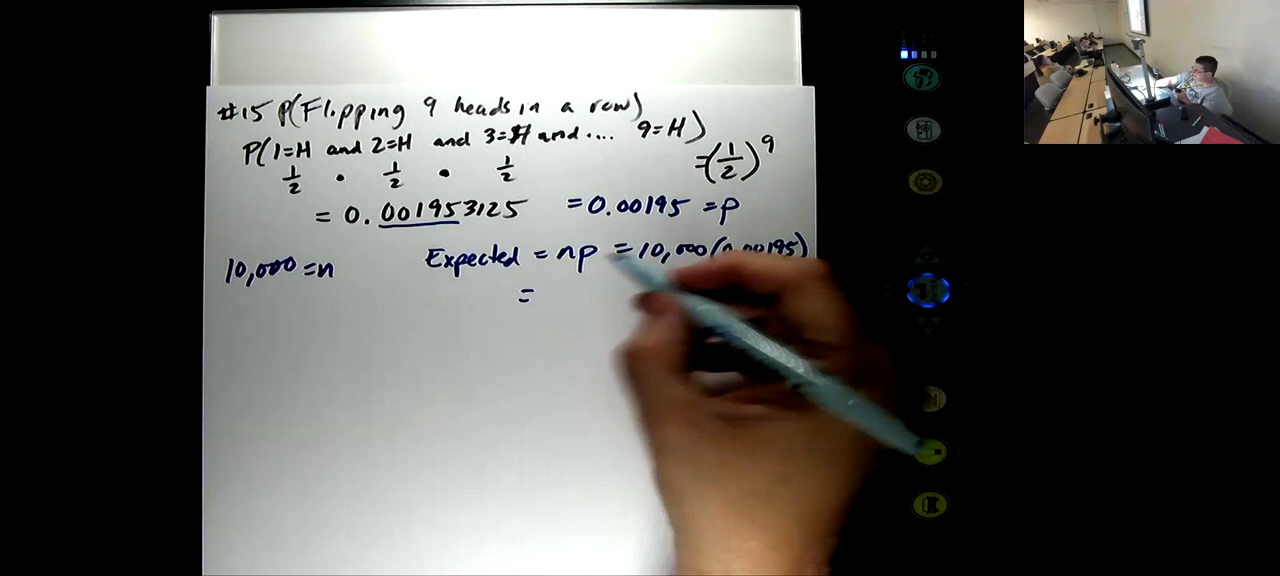 #15 P(Flipping 9 heads in a row)
P(1=H and 2=H and 3=H and.... 9=H)
1/2 • 1/2 • 1/2 =(1/2)^9
= 0.001953125 =0.00195 =p
10,000=n Expected = np = 10,000(0.00195)
=